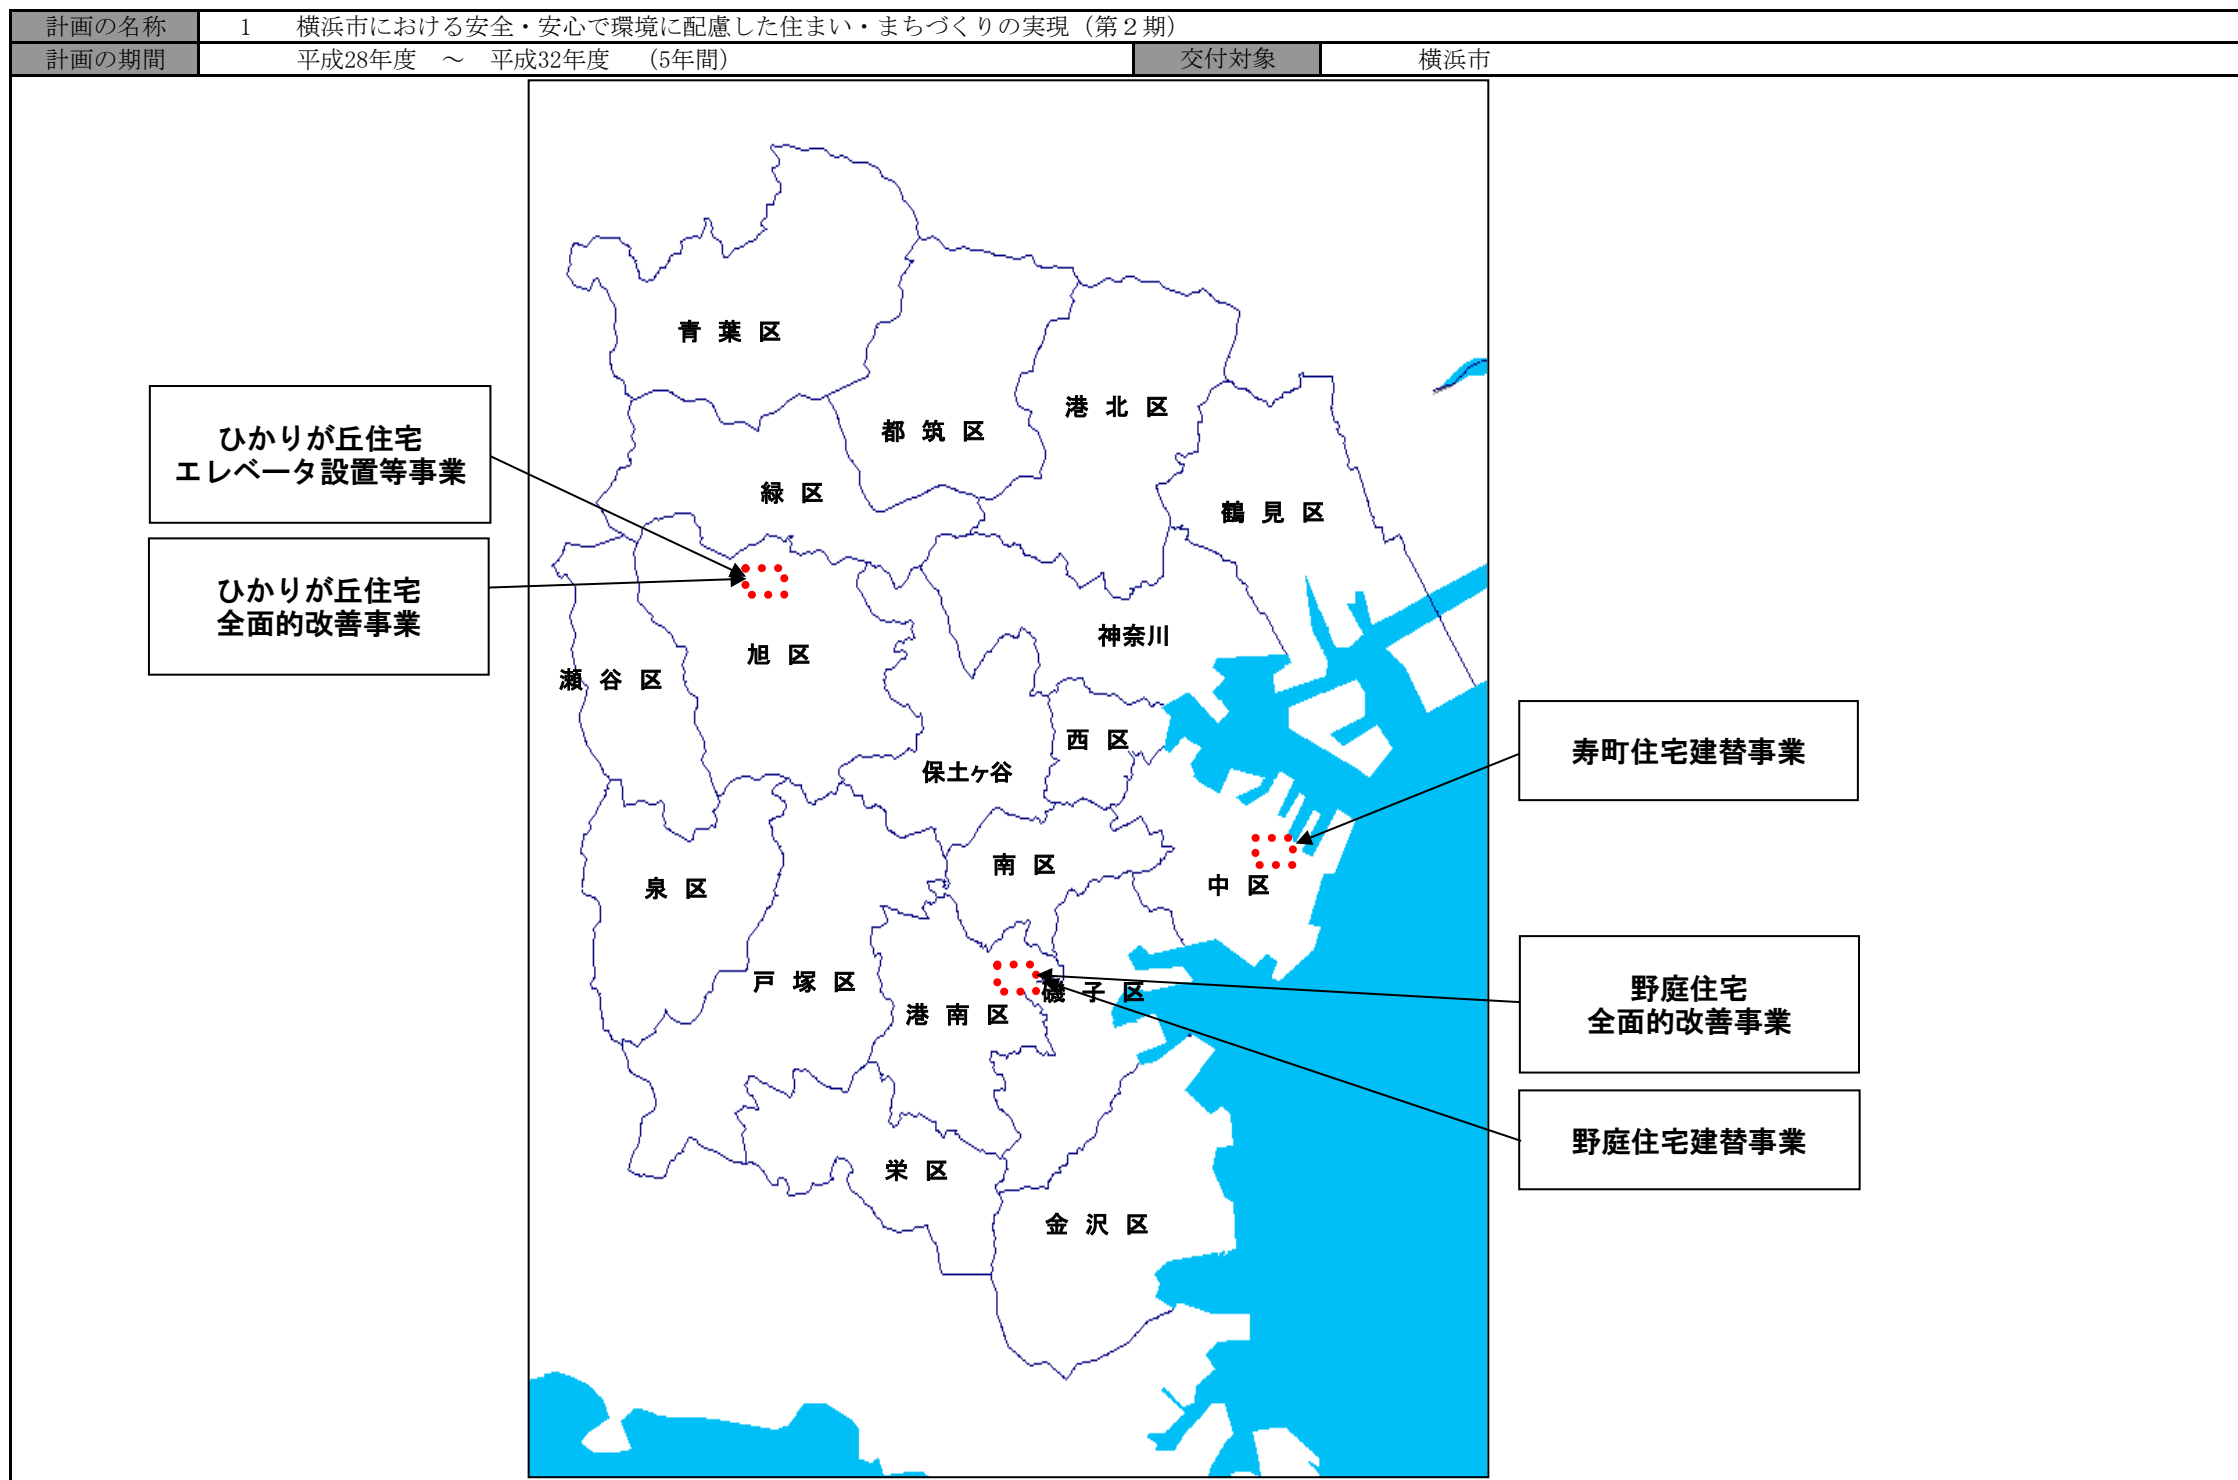 計画の名称 1 横浜市における安全・安心で環境に配慮した住まい・まちづくりの実現（第２期）
計画の期間 平成28年度 ～ 平成32年度 （5年間） 交付対象 横浜市
青葉区
港北区
都筑区
ひかりが丘住宅
エレベータ設置等事業
緑区
鶴見区
ひかりが丘住宅
全面的改善事業
神奈川
旭区
瀬谷区
西区
寿町住宅建替事業
保土ヶ谷
南区
中区
泉区
戸塚区
磯子区
野庭住宅
全面的改善事業
港南区
野庭住宅建替事業
栄区
金沢区